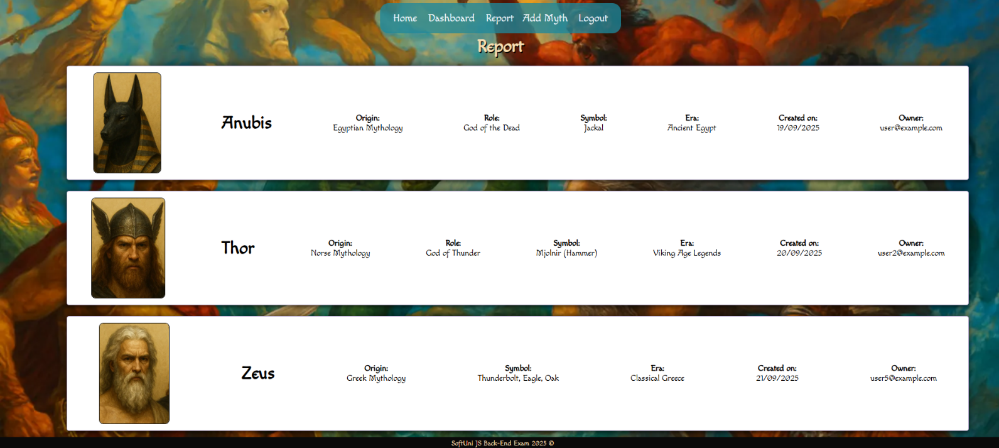 Home Dashboard Report Add Myth Logout
Report
Anubis
Origin:
Egyptian Mythology
Role:
God of the Dead
Symbol:
Jackal
Era:
Ancient Egypt
Created on:
19/09/2025
Owner:
user@example.com
Thor
Origin:
Norse Mythology
Role:
God of Thunder
Symbol:
Mjolnir (Hammer)
Era:
Viking Age Legends
Created on:
20/09/2025
Owner:
user2@example.com
Zeus
Origin:
Greek Mythology
Symbol:
Thunderbolt, Eagle, Oak
Era:
Classical Greece
Created on:
21/09/2025
Owner:
user5@example.com
SoftUni JS Back-End Exam 2025 ©